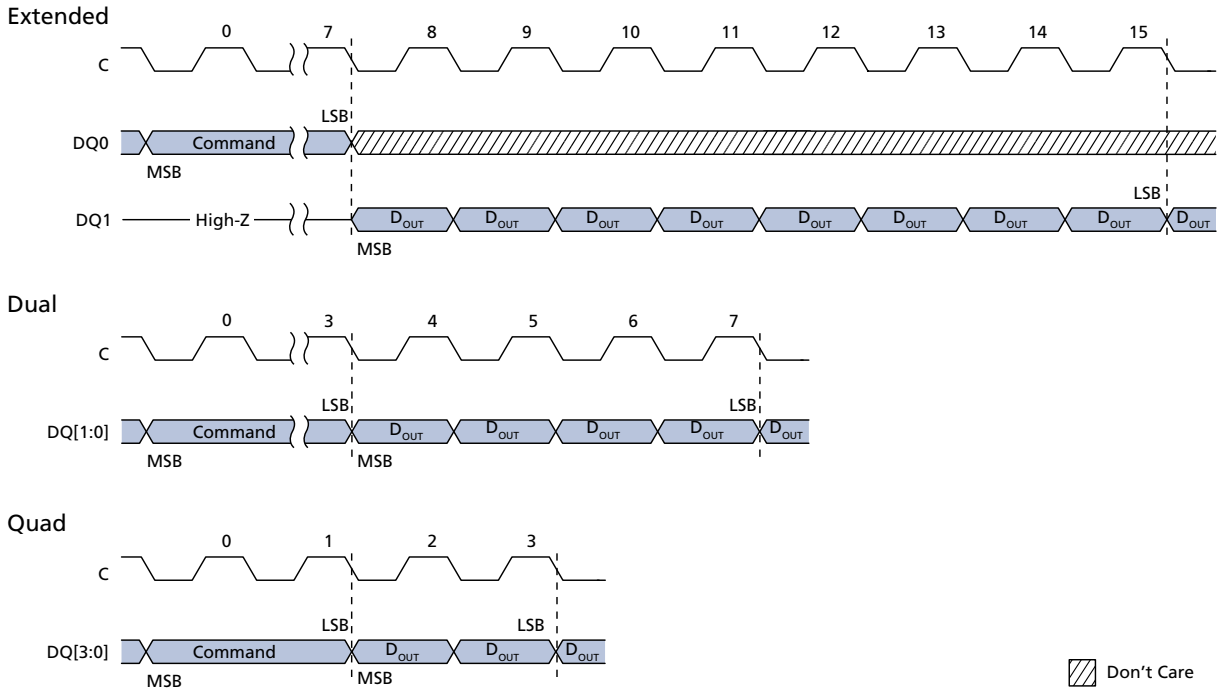 Extended
0 7 8 9 10 11 12 13 14 15
C
LSB
DQ0 Command
MSB
LSB
DQ1 High-Z DOUT DOUT DOUT DOUT DOUT DOUT DOUT DOUT DOUT
MSB
Dual
0 3 4 5 6 7
C
LSB LSB
DQ[1:0] Command DOUT DOUT DOUT DOUT DOUT
MSB MSB
Quad
0 1 2 3
C
LSB LSB
DQ[3:0] Command DOUT DOUT DOUT
MSB MSB
Don't Care